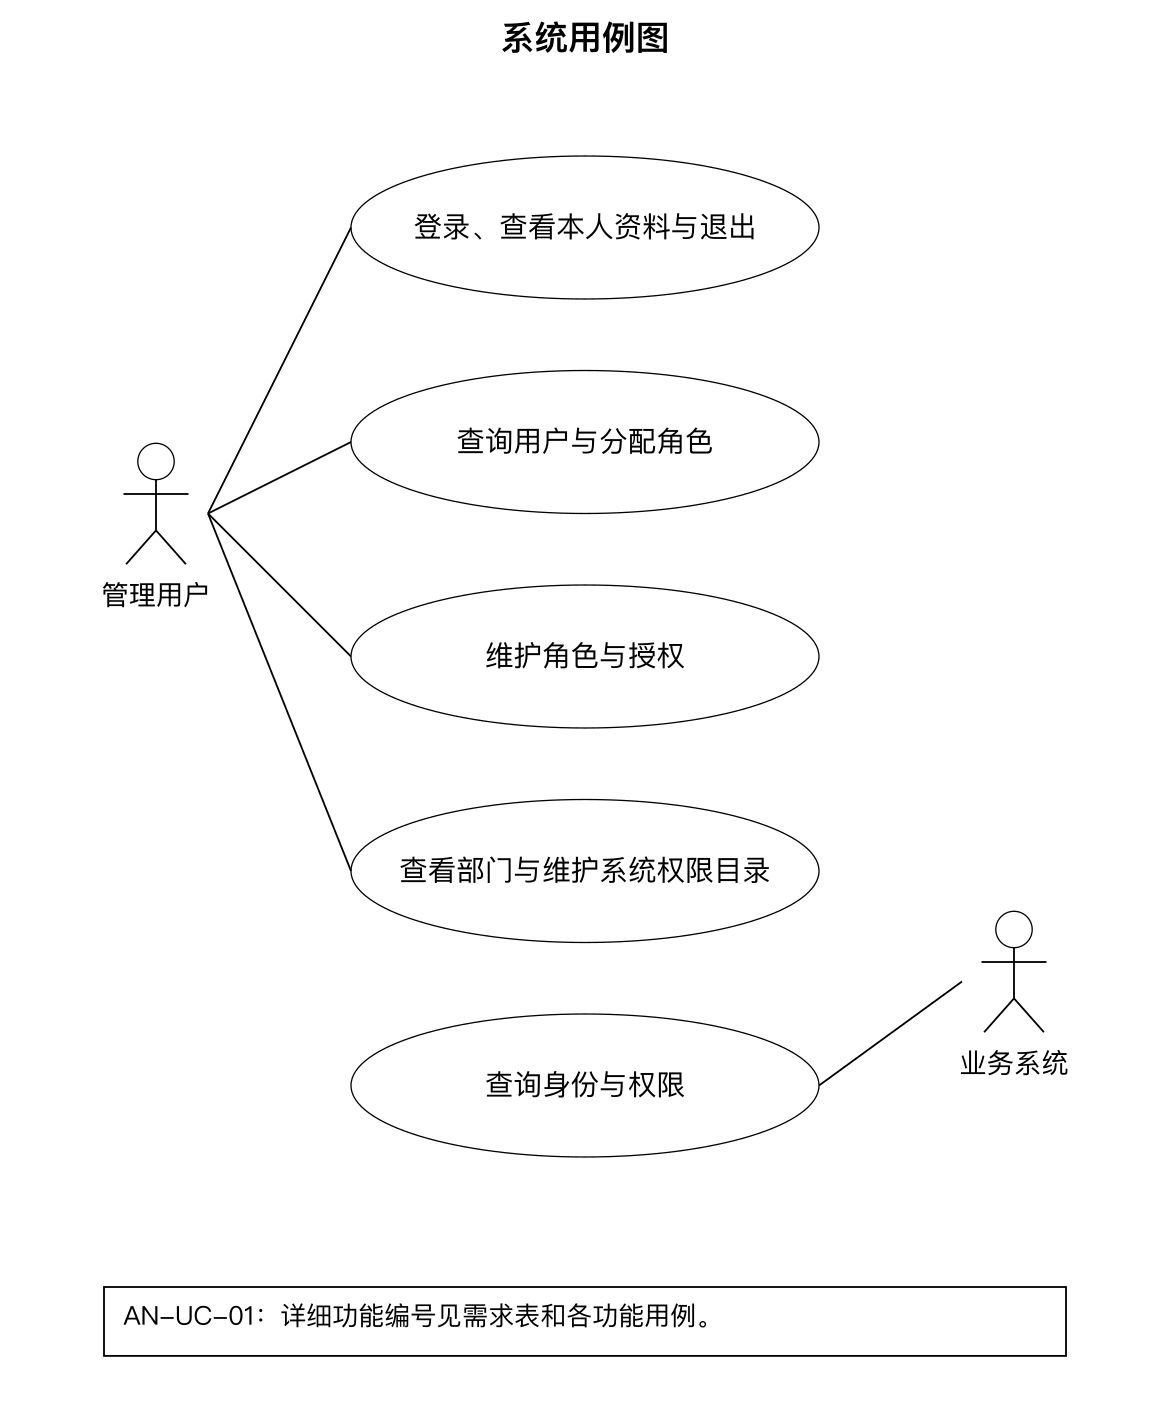 系统用例图
登录、查看本人资料与退出
查询用户与分配角色
管理用户
维护角色与授权
查看部门与维护系统权限目录
业务系统
查询身份与权限
AN-UC-01：详细功能编号见需求表和各功能用例。